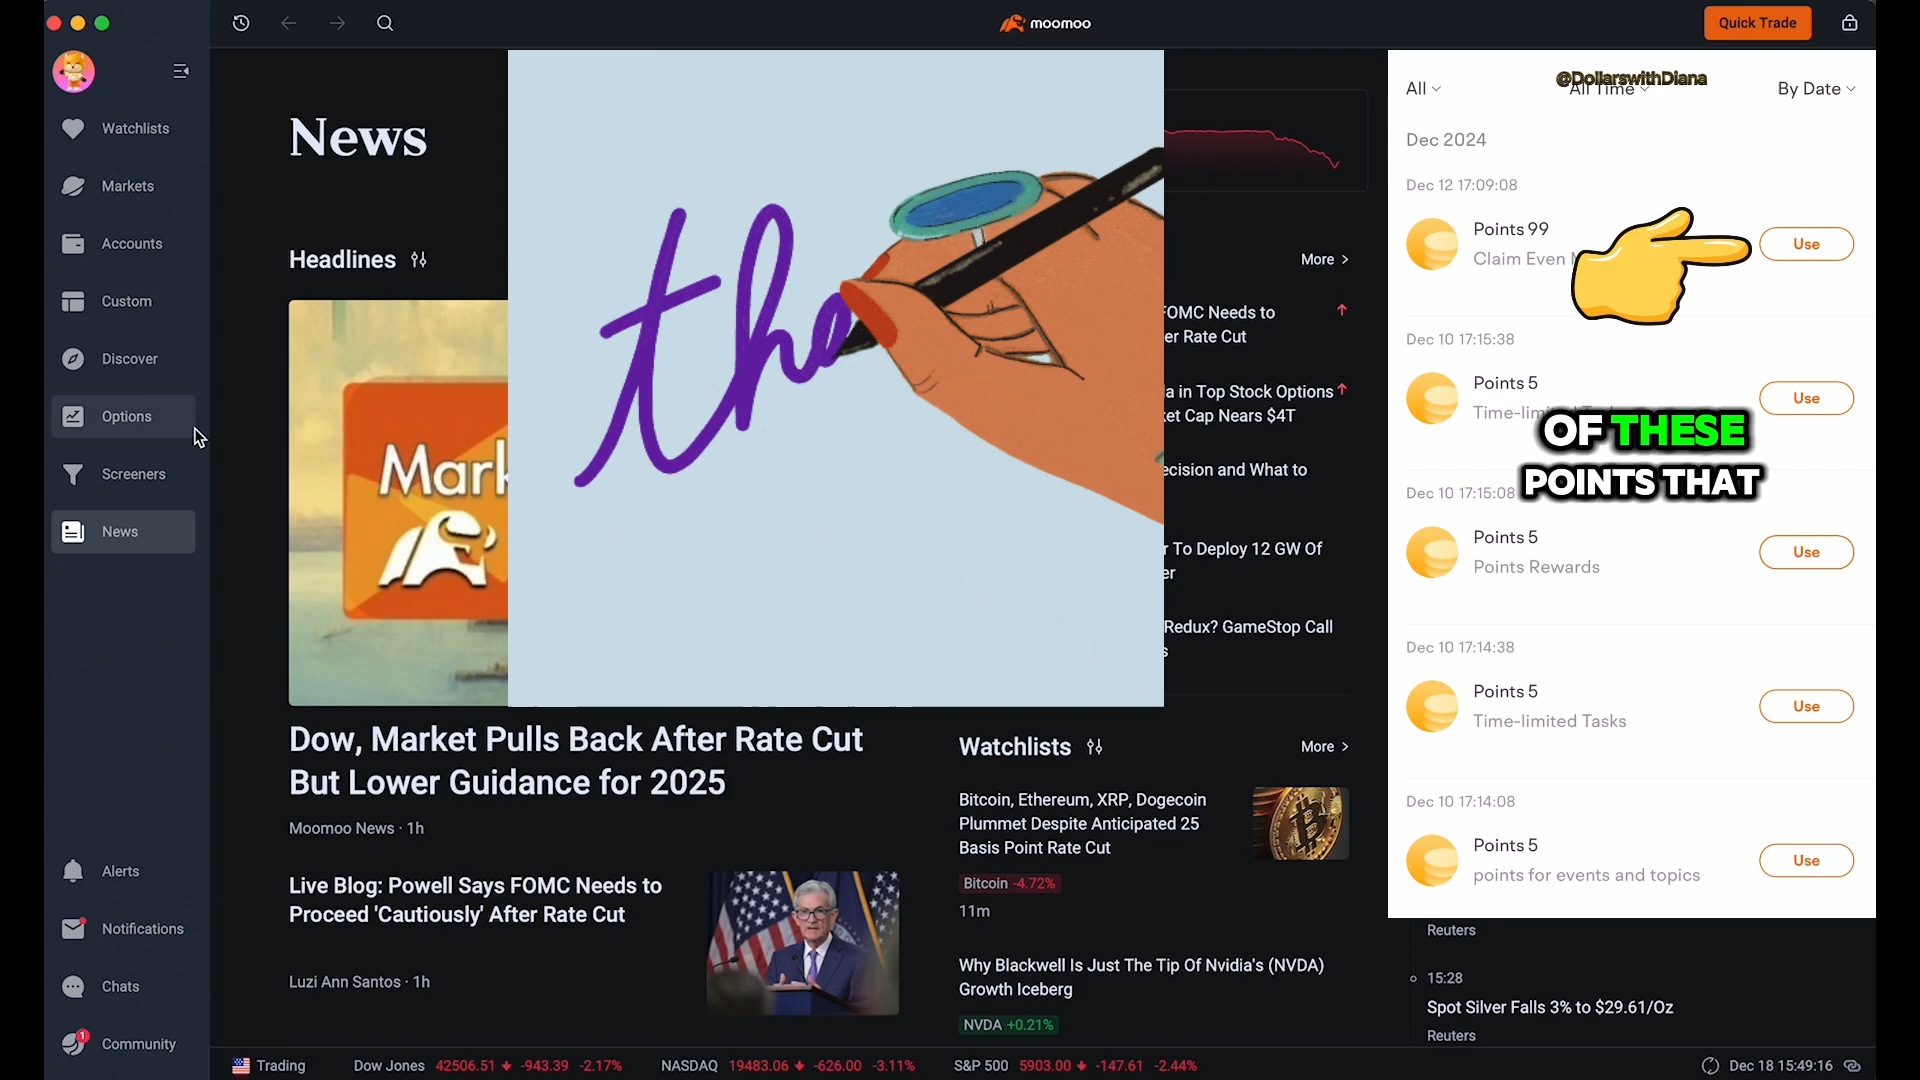 moomoo
Quick Trade
Watchlists
Markets
Accounts
Custom
Discover
Options
Screeners
News
Alerts
Notifications
Chats
1
Community
News
Headlines
More >
the
Mark
FOMC Needs to
er Rate Cut
a in Top Stock Options
ket Cap Nears $4T
ecision and What to
r To Deploy 12 GW Of
er
Redux? GameStop Call
s
Dow, Market Pulls Back After Rate Cut
But Lower Guidance for 2025
Moomoo News · 1h
Live Blog: Powell Says FOMC Needs to
Proceed 'Cautiously' After Rate Cut
Luzi Ann Santos · 1h
Watchlists
More >
Bitcoin, Ethereum, XRP, Dogecoin
Plummet Despite Anticipated 25
Basis Point Rate Cut
Bitcoin -4.72%
11m
Why Blackwell Is Just The Tip Of Nvidia's (NVDA)
Growth Iceberg
NVDA +0.21%
@DollarswithDiana
All
All Time
By Date
Dec 2024
Dec 12 17:09:08
Points 99
Claim Even
Use
Dec 10 17:15:38
Points 5
Time-limi
Use
OF THESE
POINTS THAT
Dec 10 17:15:08
Points 5
Points Rewards
Use
Dec 10 17:14:38
Points 5
Time-limited Tasks
Use
Dec 10 17:14:08
Points 5
points for events and topics
Use
Reuters
15:28
Spot Silver Falls 3% to $29.61/Oz
Reuters
Trading
Dow Jones 42506.51 -943.39 -2.17%
NASDAQ 19483.06 -626.00 -3.11%
S&P 500 5903.00 -147.61 -2.44%
Dec 18 15:49:16